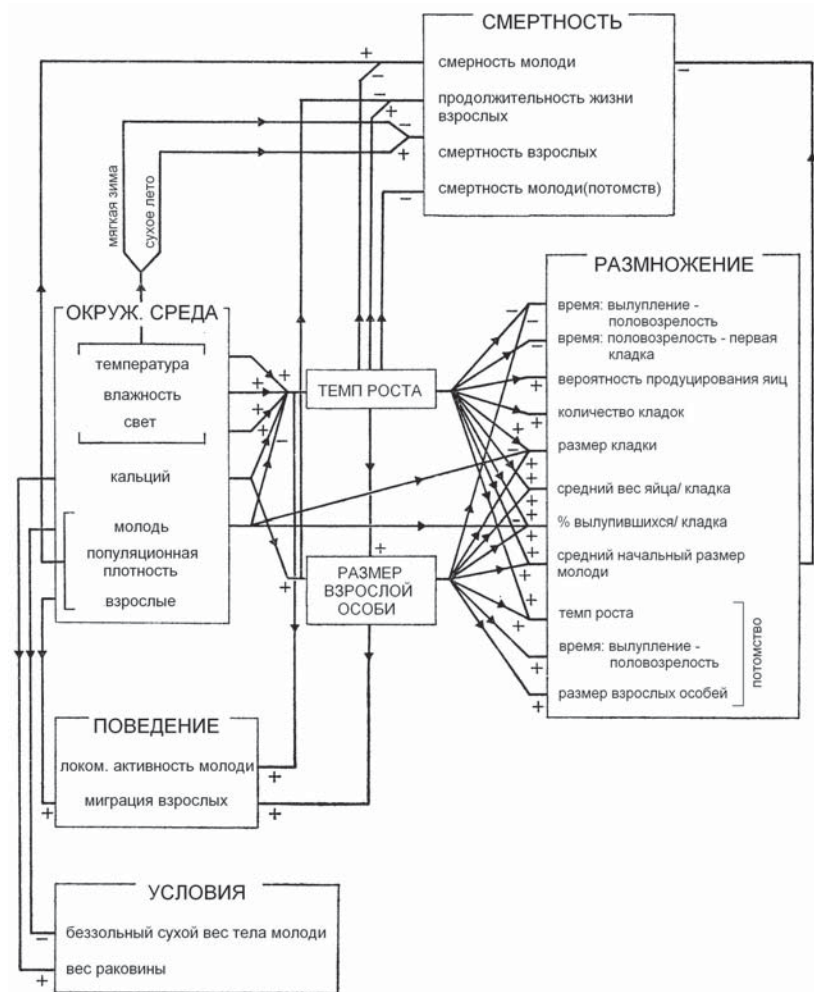 СМЕРТНОСТЬ
смерность молоди
продолжительность жизни
взрослых
смертность взрослых
смертность молоди(потомств)
мягкая зима
сухое лето
ОКРУЖ. СРЕДА
температура
влажность
свет
кальций
молодь
популяционная
плотность
взрослые
ТЕМП РОСТА
РАЗМЕР
ВЗРОСЛОЙ
ОСОБИ
РАЗМНОЖЕНИЕ
время: вылупление -
половозрелость
время: половозрелость - первая
кладка
вероятность продуцирования яиц
количество кладок
размер кладки
средний вес яйца/ кладка
% вылупившихся/ кладка
средний начальный размер
молоди
темп роста
время: вылупление -
половозрелость
размер взрослых особей
потомство
ПОВЕДЕНИЕ
локом. активность молоди
миграция взрослых
УСЛОВИЯ
беззольный сухой вес тела молоди
вес раковины